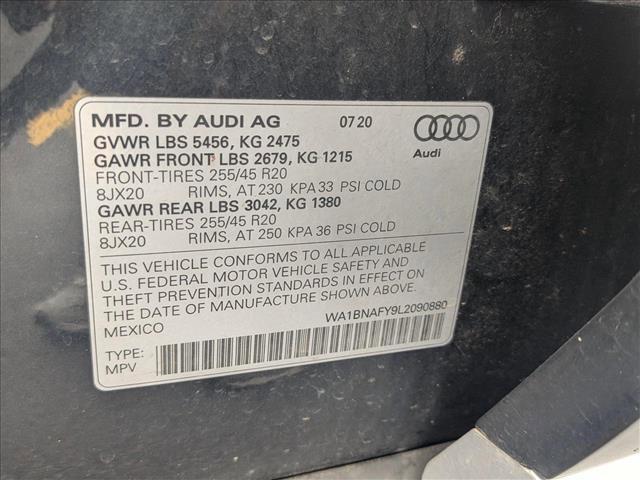 MFD. BY AUDI AG 07 20
GVWR LBS 5456, KG 2475
GAWR FRONT LBS 2679, KG 1215
FRONT-TIRES 255/45 R20
8JX20 RIMS, AT 230 KPA 33 PSI COLD
GAWR REAR LBS 3042, KG 1380
REAR-TIRES 255/45 R20
8JX20 RIMS, AT 250 KPA 36 PSI COLD
Audi
THIS VEHICLE CONFORMS TO ALL APPLICABLE
U.S. FEDERAL MOTOR VEHICLE SAFETY AND
THEFT PREVENTION STANDARDS IN EFFECT ON
THE DATE OF MANUFACTURE SHOWN ABOVE.
MEXICO
WA1BNAFY9L2090880
TYPE:
MPV